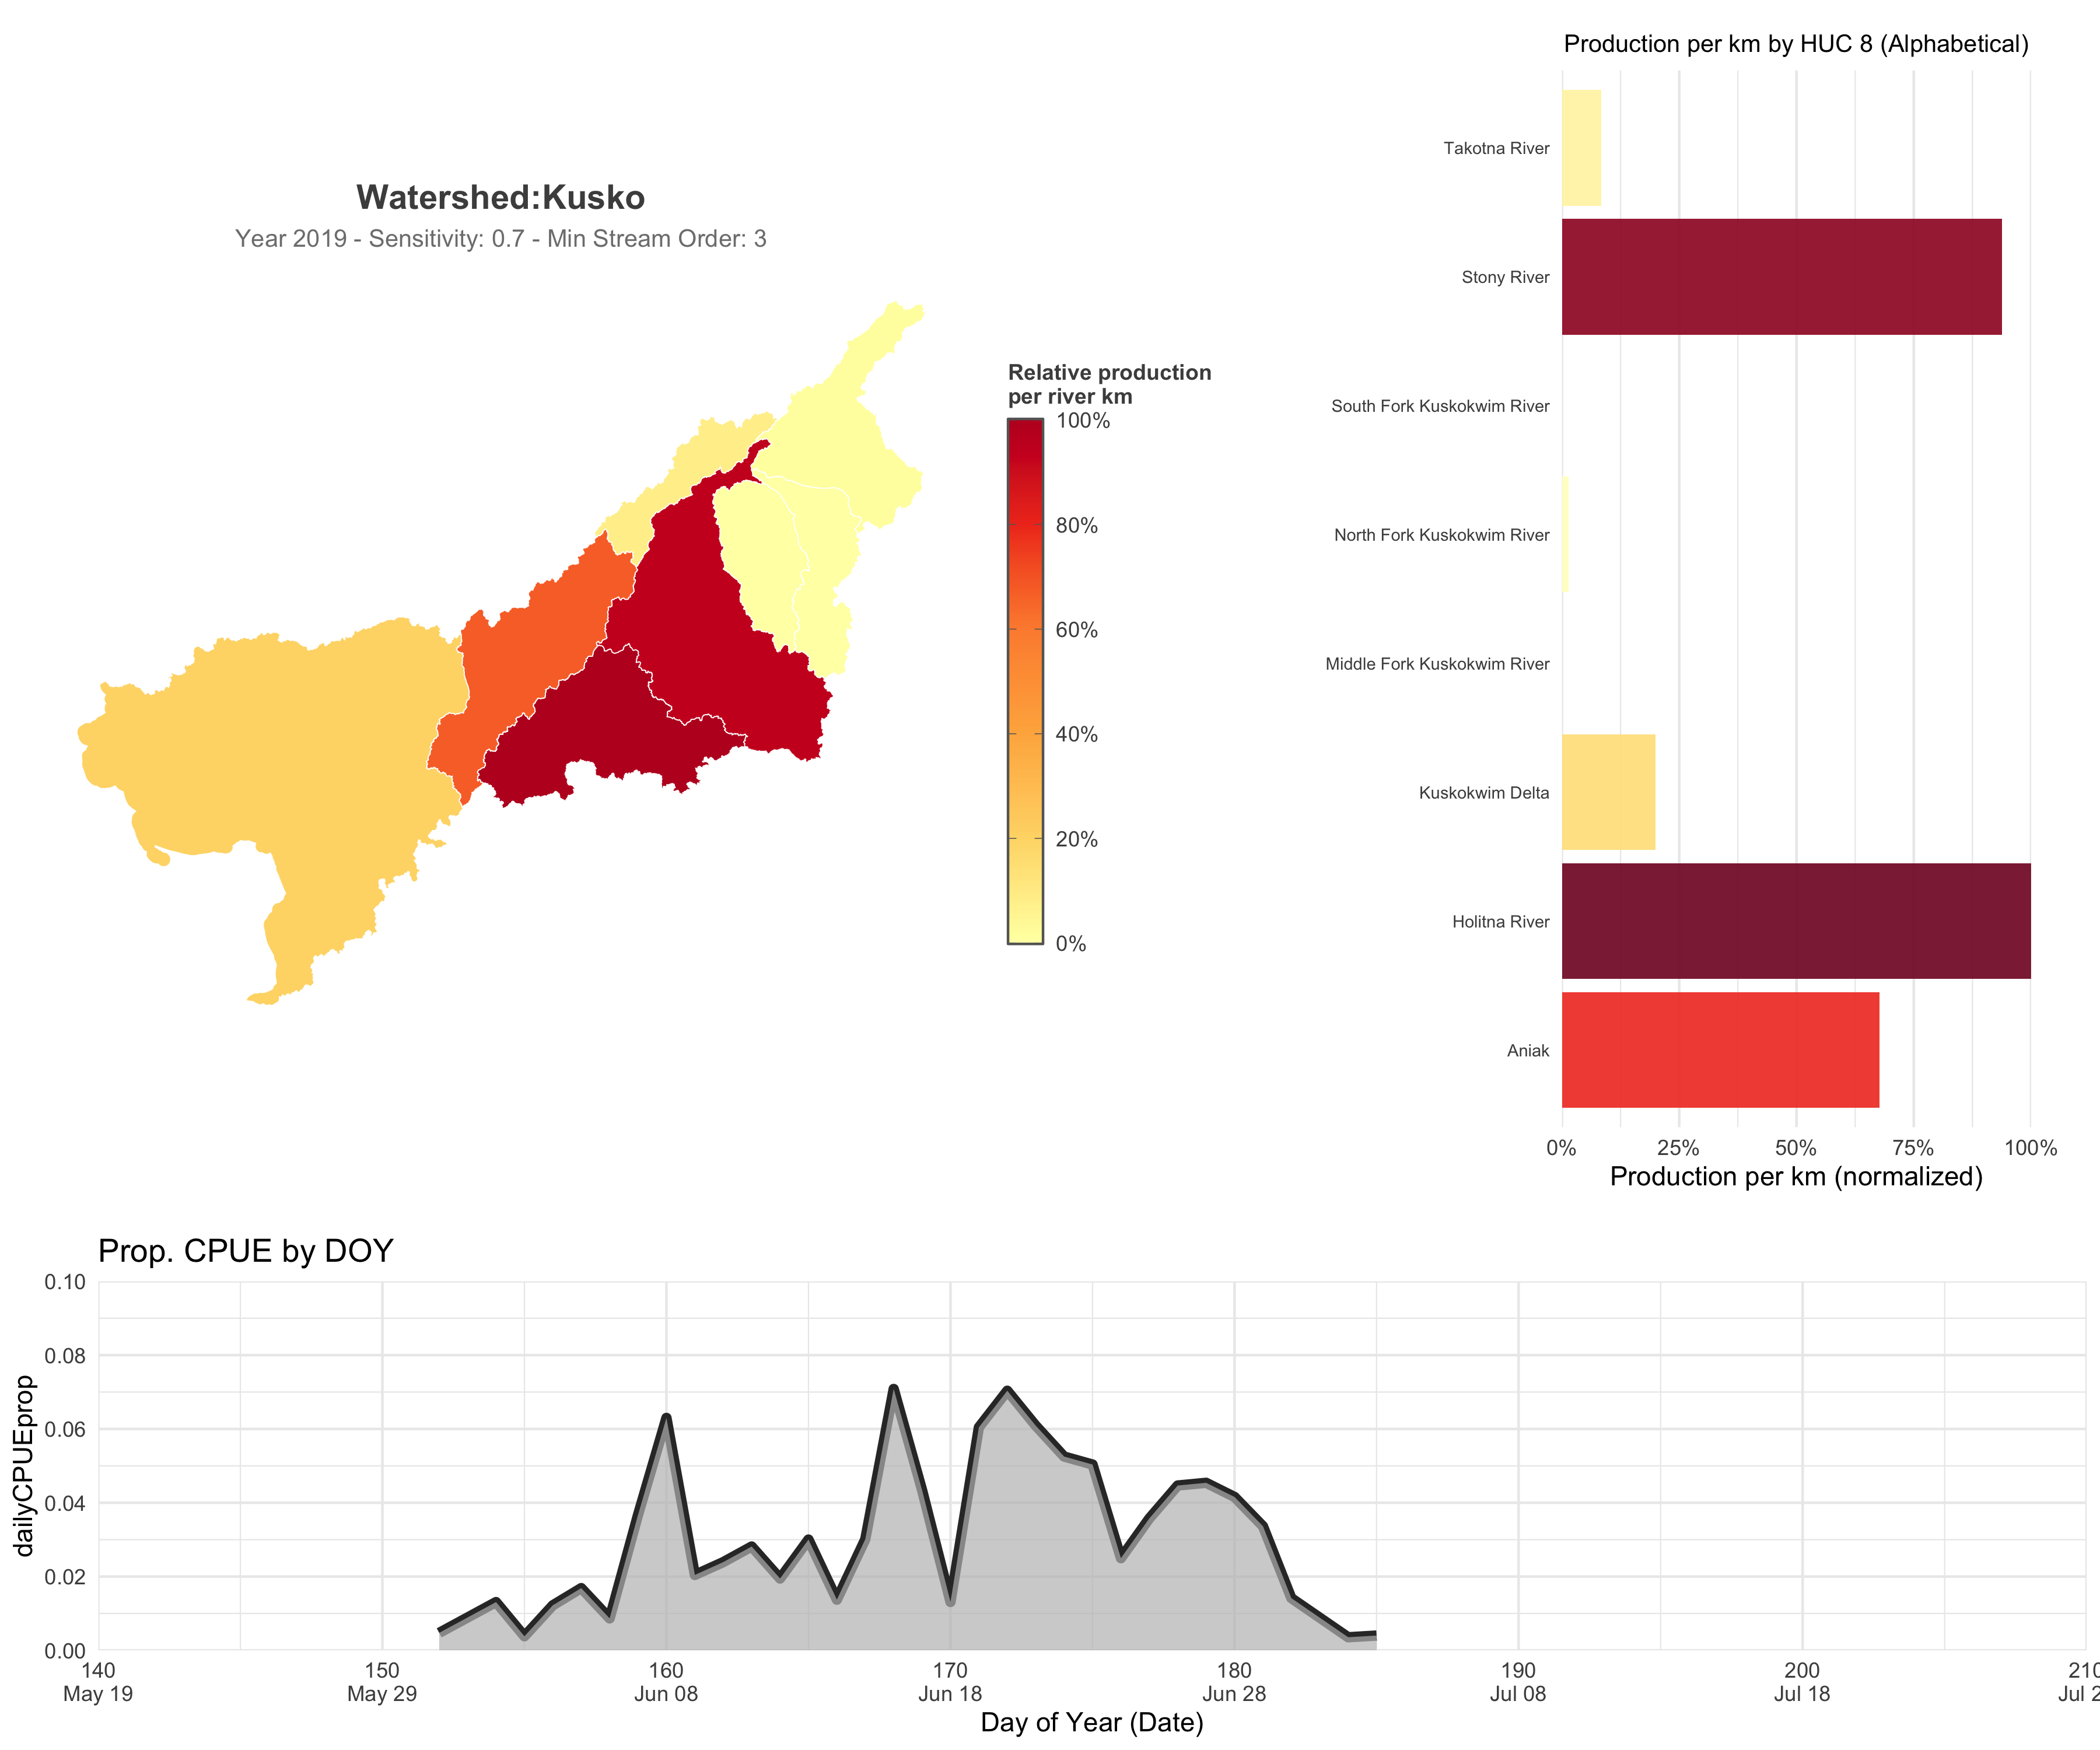 Production per km by HUC 8 (Alphabetical)
Takotna River
Stony River
South Fork Kuskokwim River
North Fork Kuskokwim River
Middle Fork Kuskokwim River
Kuskokwim Delta
Holitna River
Aniak
0% 25% 50% 75% 100%
Production per km (normalized)
Watershed:Kusko
Year 2019 - Sensitivity: 0.7 - Min Stream Order: 3
Relative production
per river km
100%
80%
60%
40%
20%
0%
Prop. CPUE by DOY
dailyCPUEprop
0.10
0.08
0.06
0.04
0.02
0.00
140 150 160 170 180 190 200 210
May 19 May 29 Jun 08 Jun 18 Jun 28 Jul 08 Jul 18 Jul 2
Day of Year (Date)